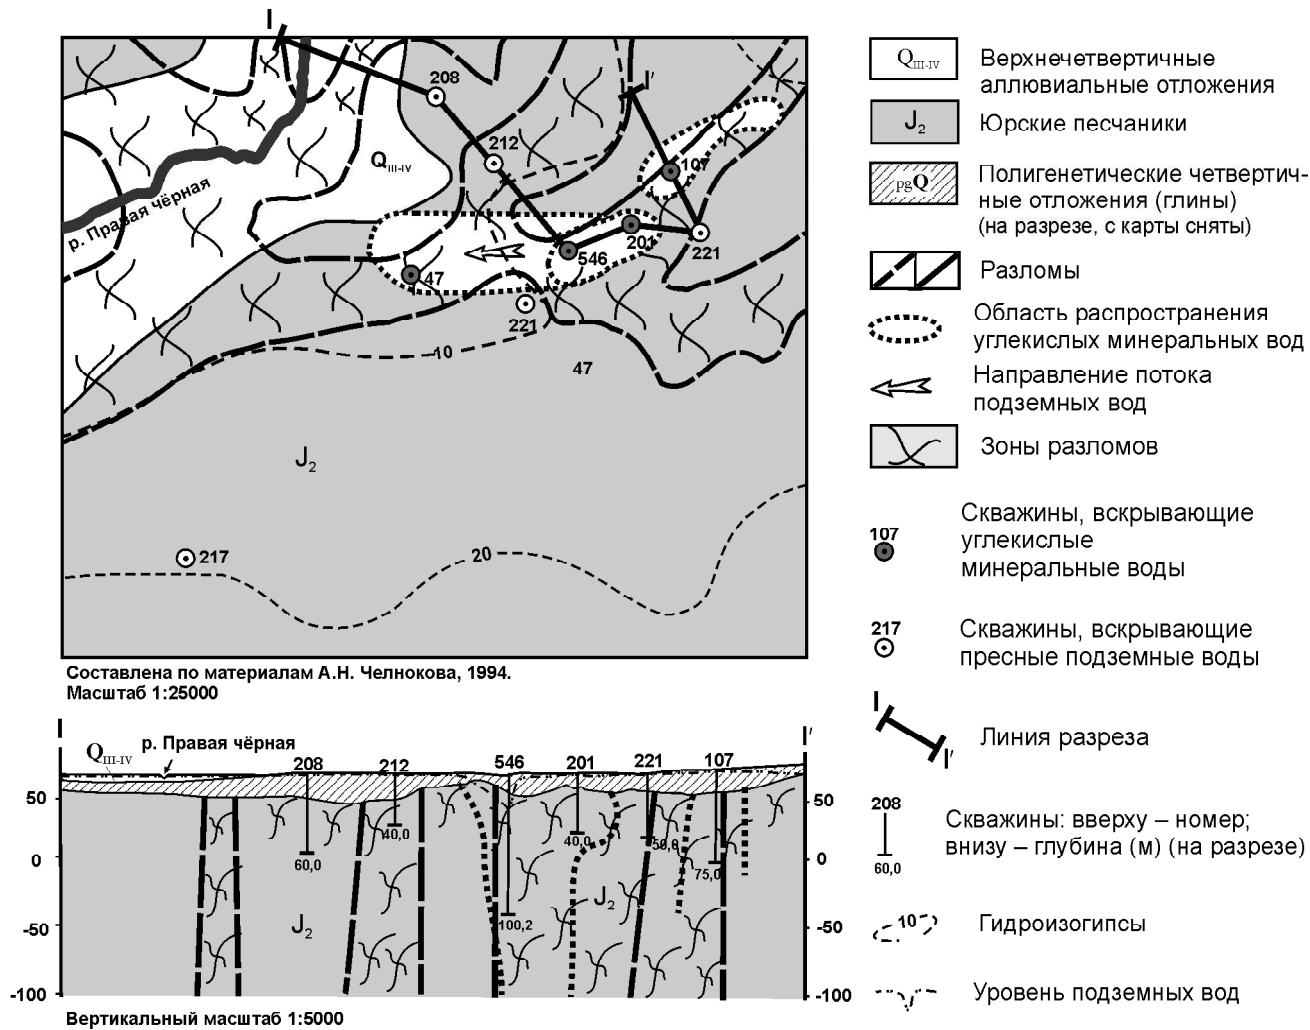 I
208
I'
212
107
Q III-IV
р. Правая чёрная
201
221
546
47
221
10
47
J2
217
20
Составлена по материалам А.Н. Челнокова, 1994.
Масштаб 1:25000
I
I'
Q III-IV
р. Правая чёрная
208
212
546
201
221
107
50
50
40,0
40,0
50,0
0
0
60,0
75,0
J2
J2
-50
-50
100,2
-100
-100
Вертикальный масштаб 1:5000
Q III-IV
Верхнечетвертичные
аллювиальные отложения
J2
Юрские песчаники
pgQ
Полигенетические четвертич-
ные отложения (глины)
(на разрезе, с карты сняты)
Разломы
Область распространения
углекислых минеральных вод
Направление потока
подземных вод
Зоны разломов
107
Скважины, вскрывающие
углекислые
минеральные воды
217
Скважины, вскрывающие
пресные подземные воды
I
I'
Линия разреза
208
60,0
Скважины: вверху – номер;
внизу – глубина (м) (на разрезе)
10
Гидроизогипсы
Уровень подземных вод